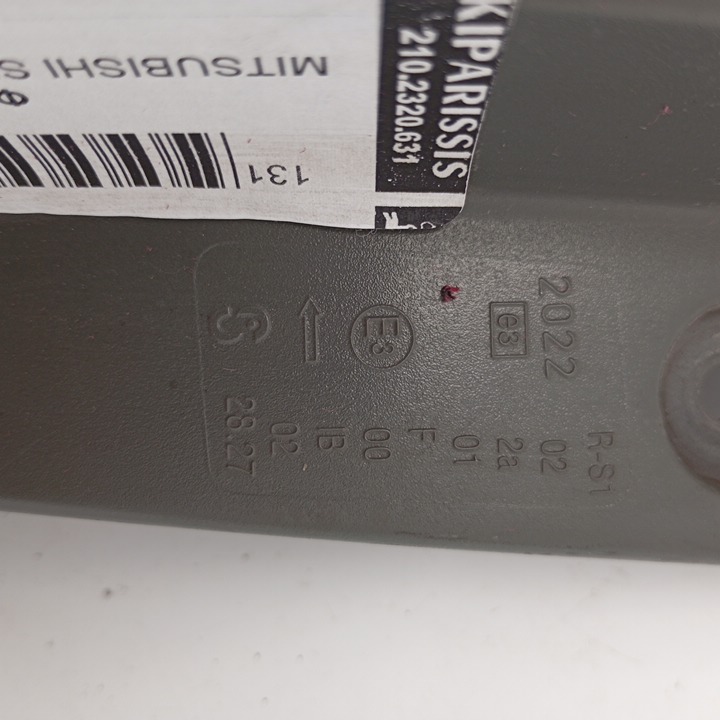 MITSUBISHI S
131
KIPARISSIS
210.2320.631
2022
e3
E3
R-S1
02
2a
01
F
00
IB
02
28.27